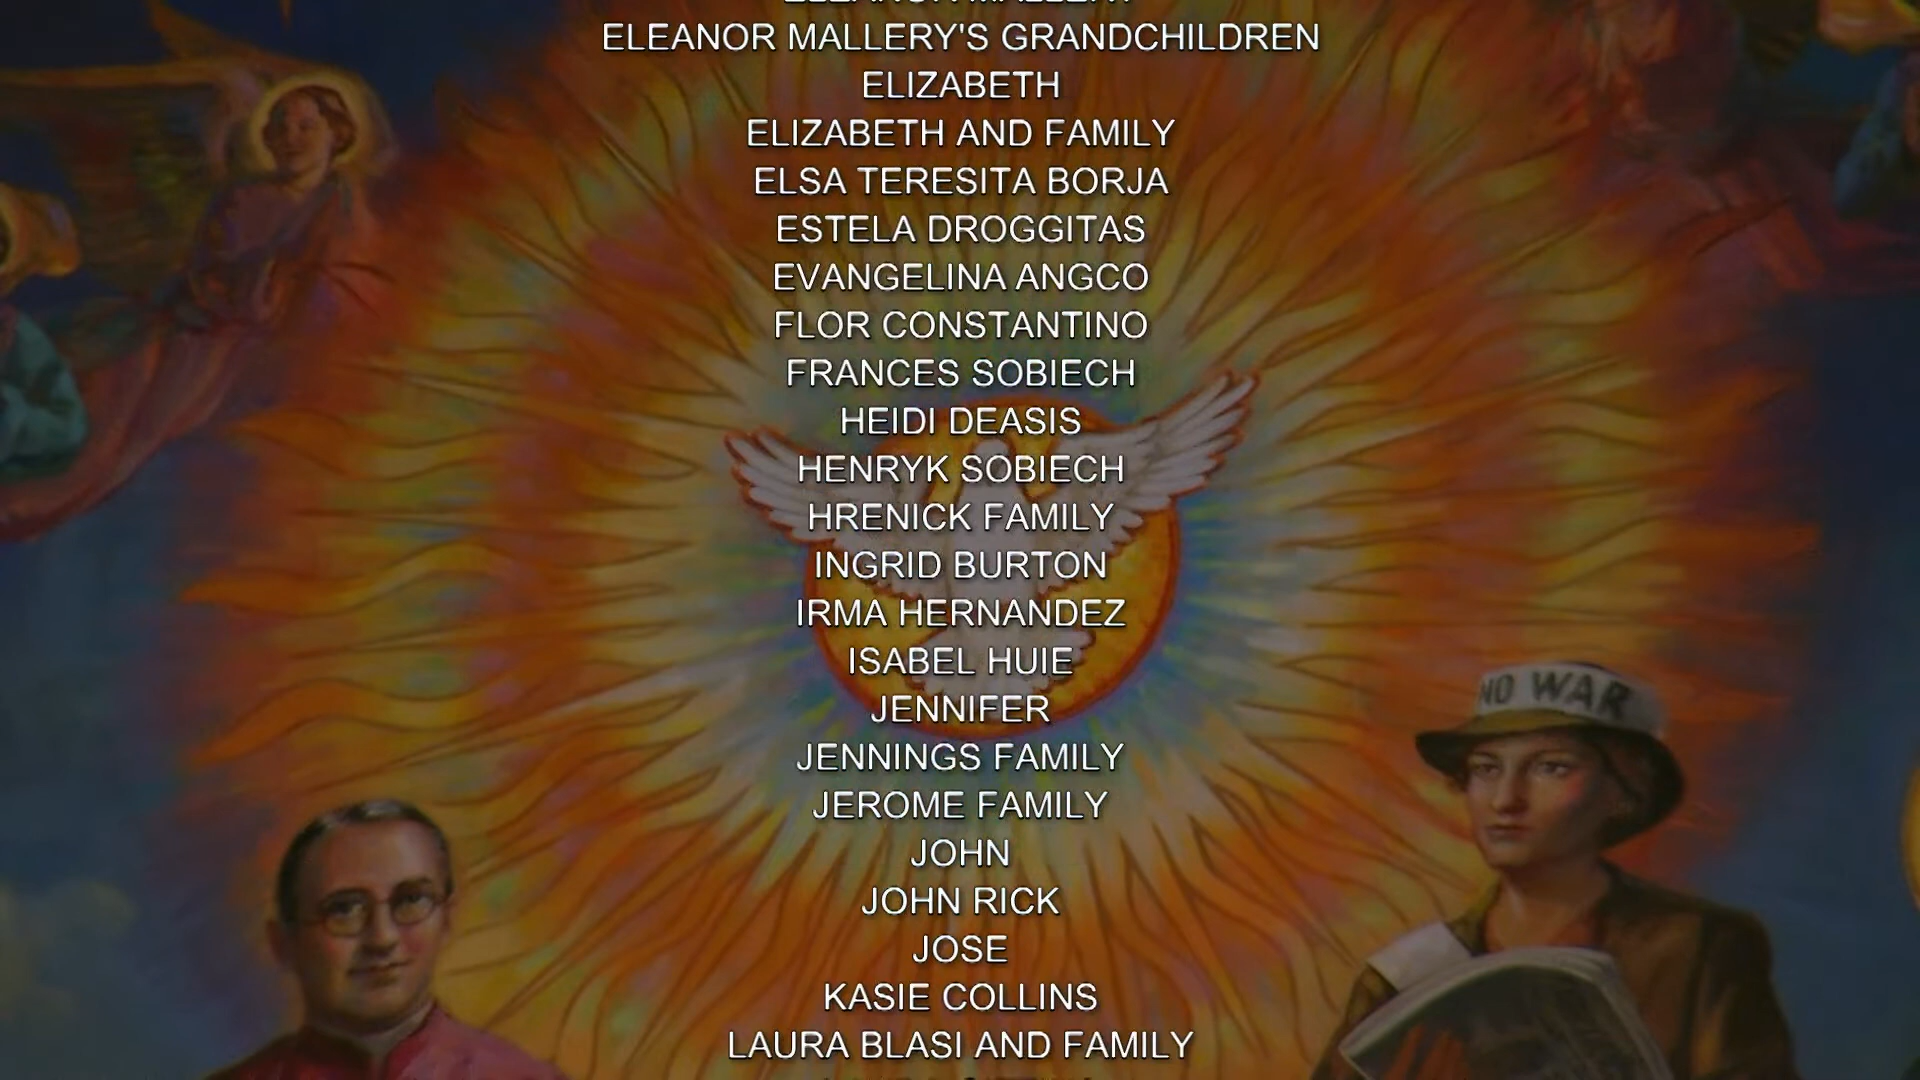 ELEANOR MALLERY
ELEANOR MALLERY'S GRANDCHILDREN
ELIZABETH
ELIZABETH AND FAMILY
ELSA TERESITA BORJA
ESTELA DROGGITAS
EVANGELINA ANGCO
FLOR CONSTANTINO
FRANCES SOBIECH
HEIDI DEASIS
HENRYK SOBIECH
HRENICK FAMILY
INGRID BURTON
IRMA HERNANDEZ
ISABEL HUIE
JENNIFER
NO WAR
JENNINGS FAMILY
JEROME FAMILY
JOHN
JOHN RICK
JOSE
KASIE COLLINS
LAURA BLASI AND FAMILY